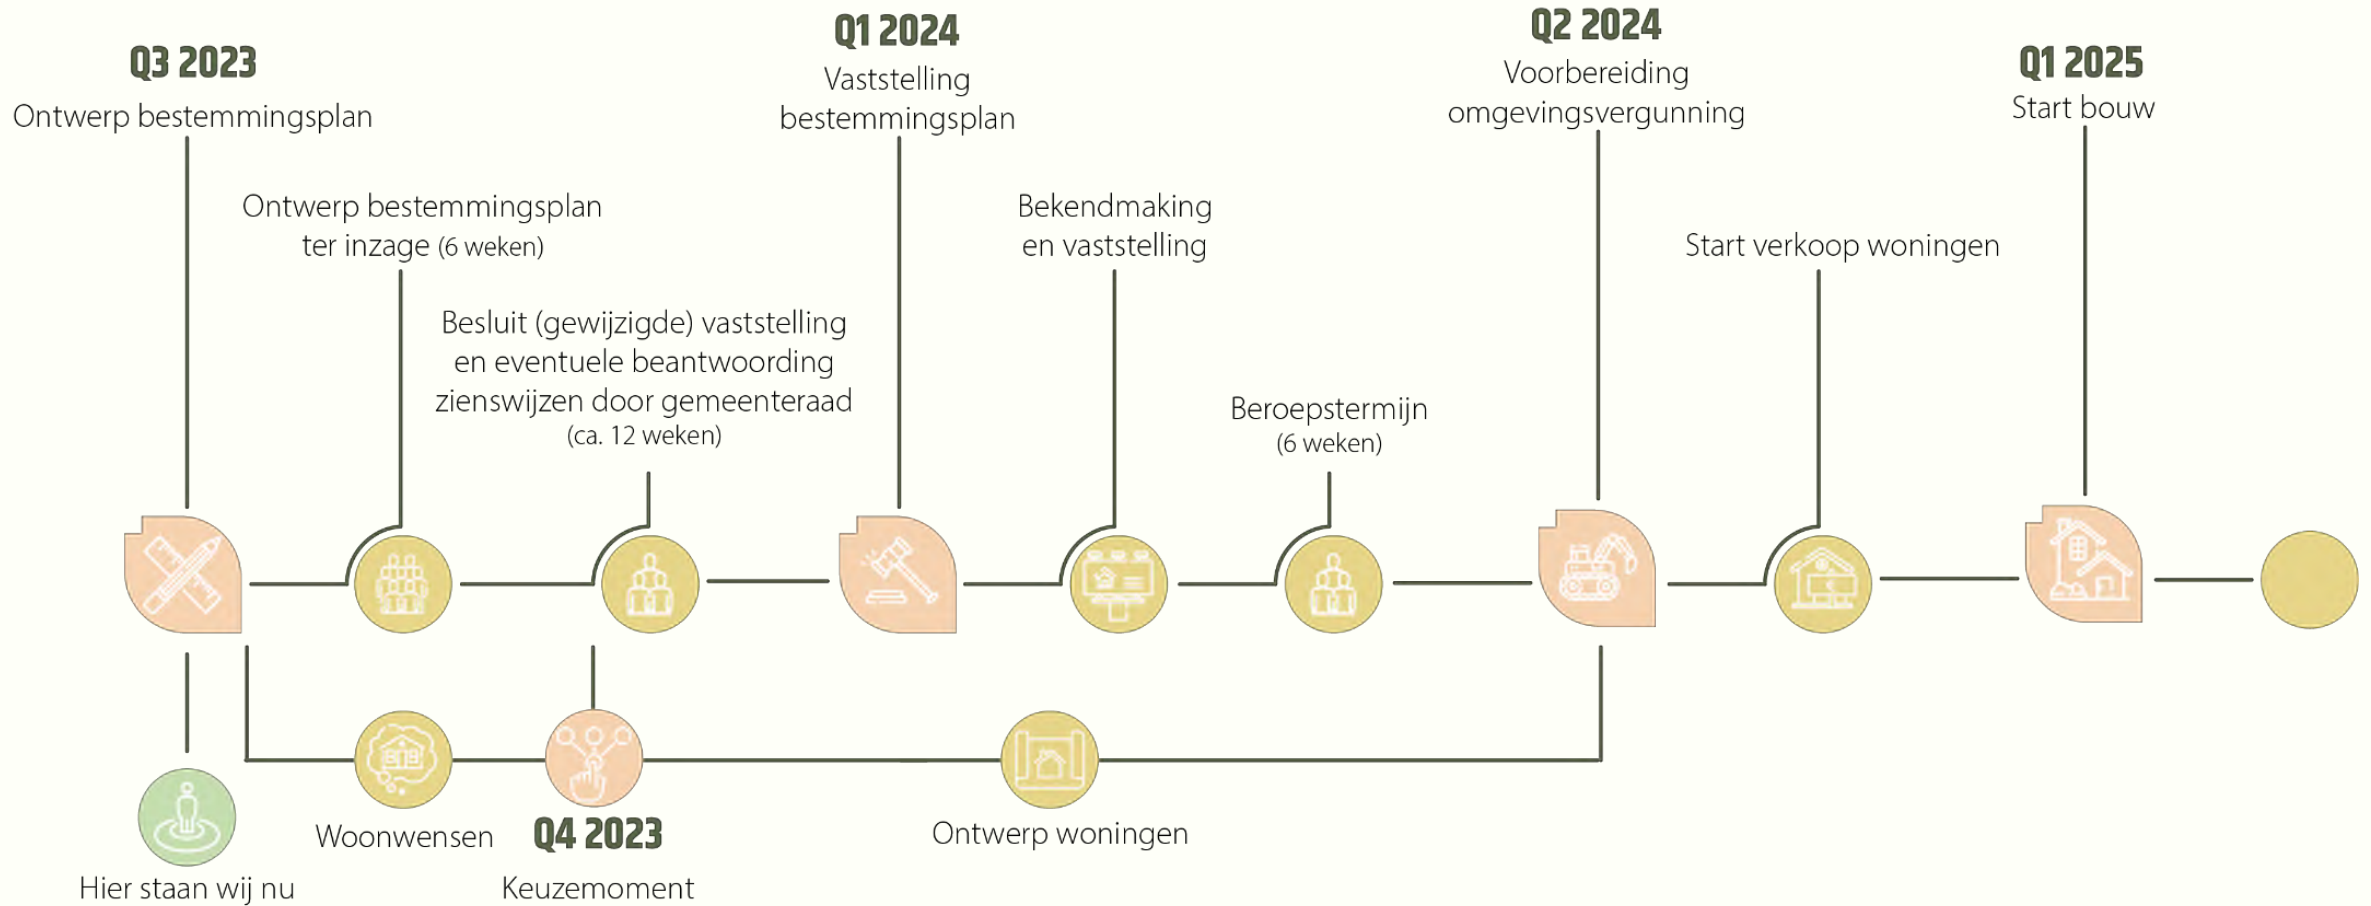 Q3 2023
Ontwerp bestemmingsplan
Ontwerp bestemmingsplan
ter inzage (6 weken)
Besluit (gewijzigde) vaststelling
en eventuele beantwoording
zienswijzen door gemeenteraad
(ca. 12 weken)
Q1 2024
Vaststelling
bestemmingsplan
Bekendmaking
en vaststelling
Beroepstermijn
(6 weken)
Q2 2024
Voorbereiding
omgevingsvergunning
Start verkoop woningen
Q1 2025
Start bouw
Hier staan wij nu
Woonwensen
Q4 2023
Keuzemoment
Ontwerp woningen